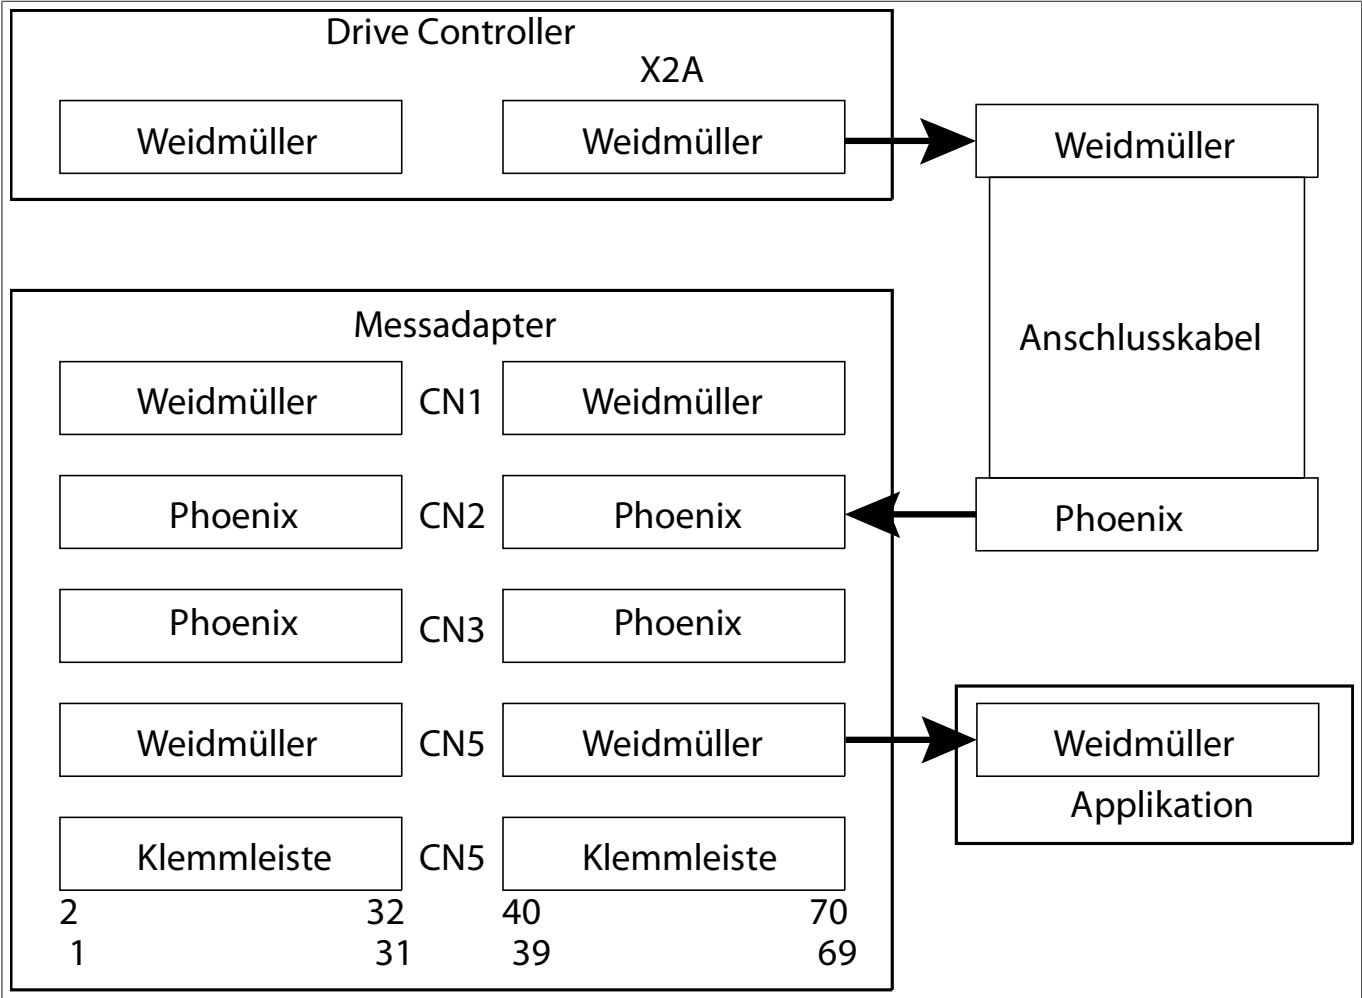 Drive Controller
X2A
Weidmüller Weidmüller Weidmüller
Anschlusskabel
Messadapter
Weidmüller CN1 Weidmüller
Phoenix CN2 Phoenix Phoenix
Phoenix CN3 Phoenix
Weidmüller CN5 Weidmüller Weidmüller
Applikation
Klemmleiste CN5 Klemmleiste
2 32 40 70
1 31 39 69